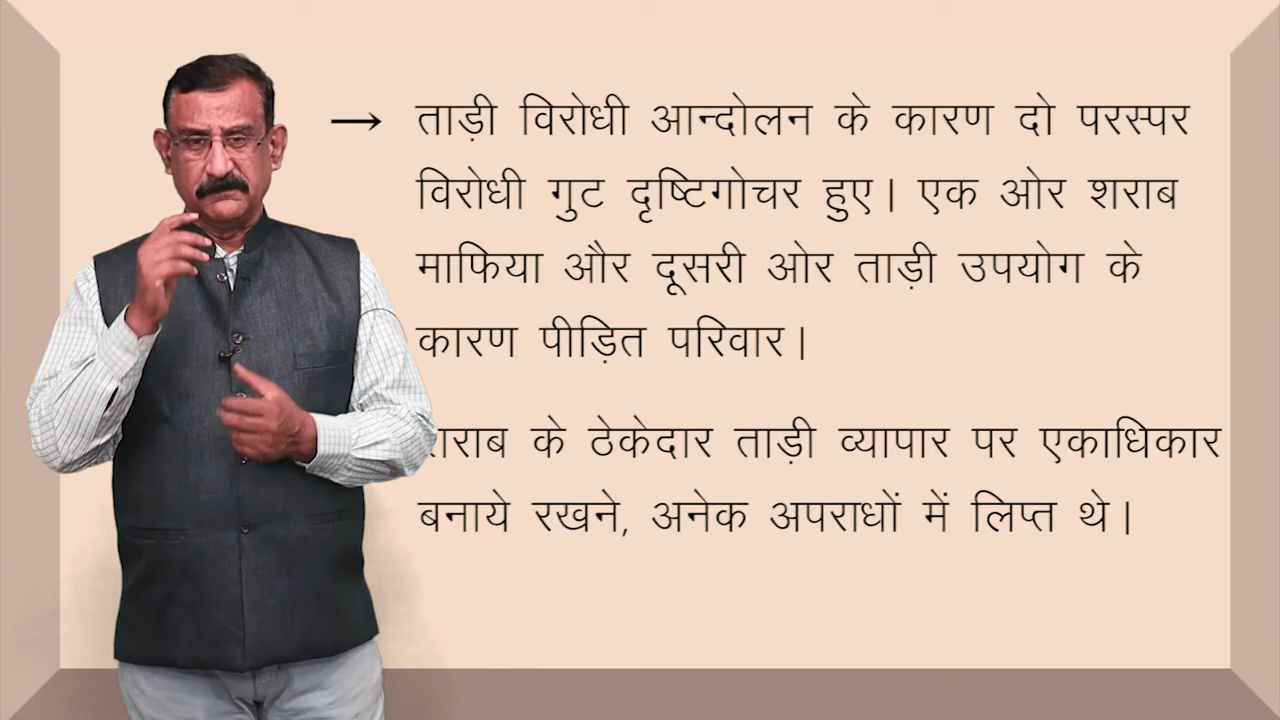 → ताड़ी विरोधी आन्दोलन के कारण दो परस्पर
विरोधी गुट दृष्टिगोचर हुए। एक ओर शराब
माफिया और दूसरी ओर ताड़ी उपयोग के
कारण पीड़ित परिवार।
शराब के ठेकेदार ताड़ी व्यापार पर एकाधिकार
बनाये रखने, अनेक अपराधों में लिप्त थे।